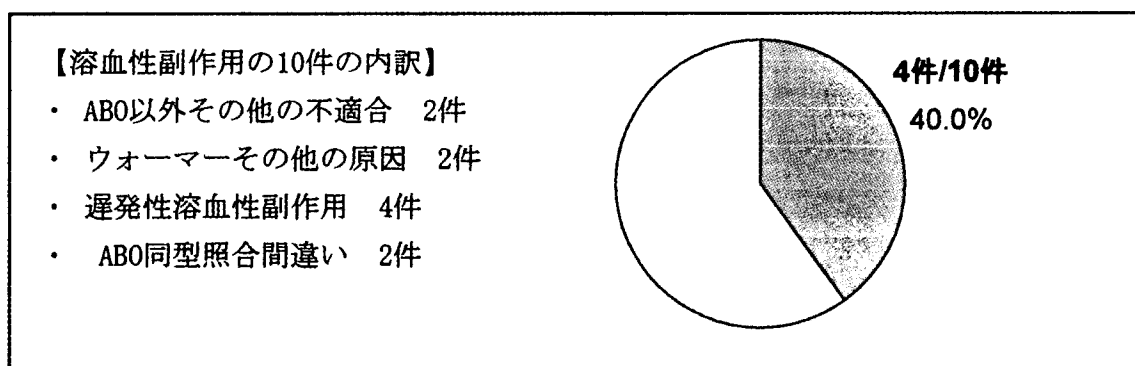 【溶血性副作用の10件の内訳】
・ ABO以外その他の不適合 2件
・ ウォーマーその他の原因 2件
・ 遅発性溶血性副作用 4件
・ ABO同型照合間違い 2件
4件/10件
40.0%